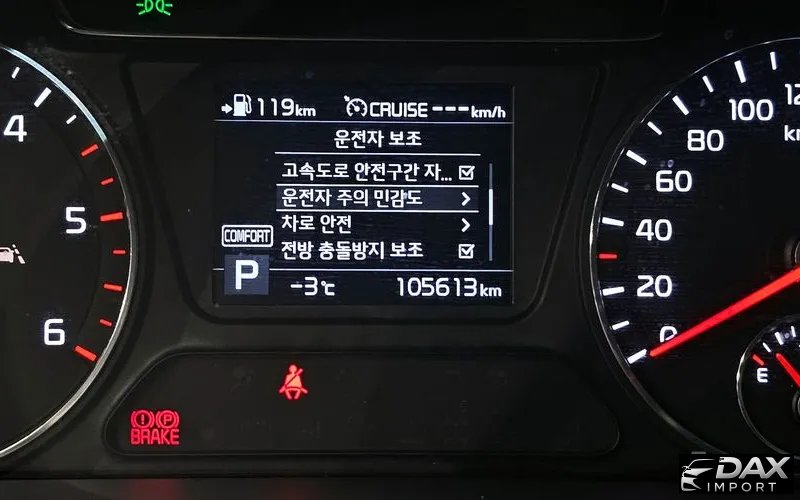 119km CRUISE ---km/h
운전자 보조
고속도로 안전구간 자...
운전자 주의 민감도
차로 안전
전방 충돌방지 보조
COMFORT
P -3℃ 105613km
4
5
6
100
80
60
40
20
0
E
BRAKE
DAX
IMPORT